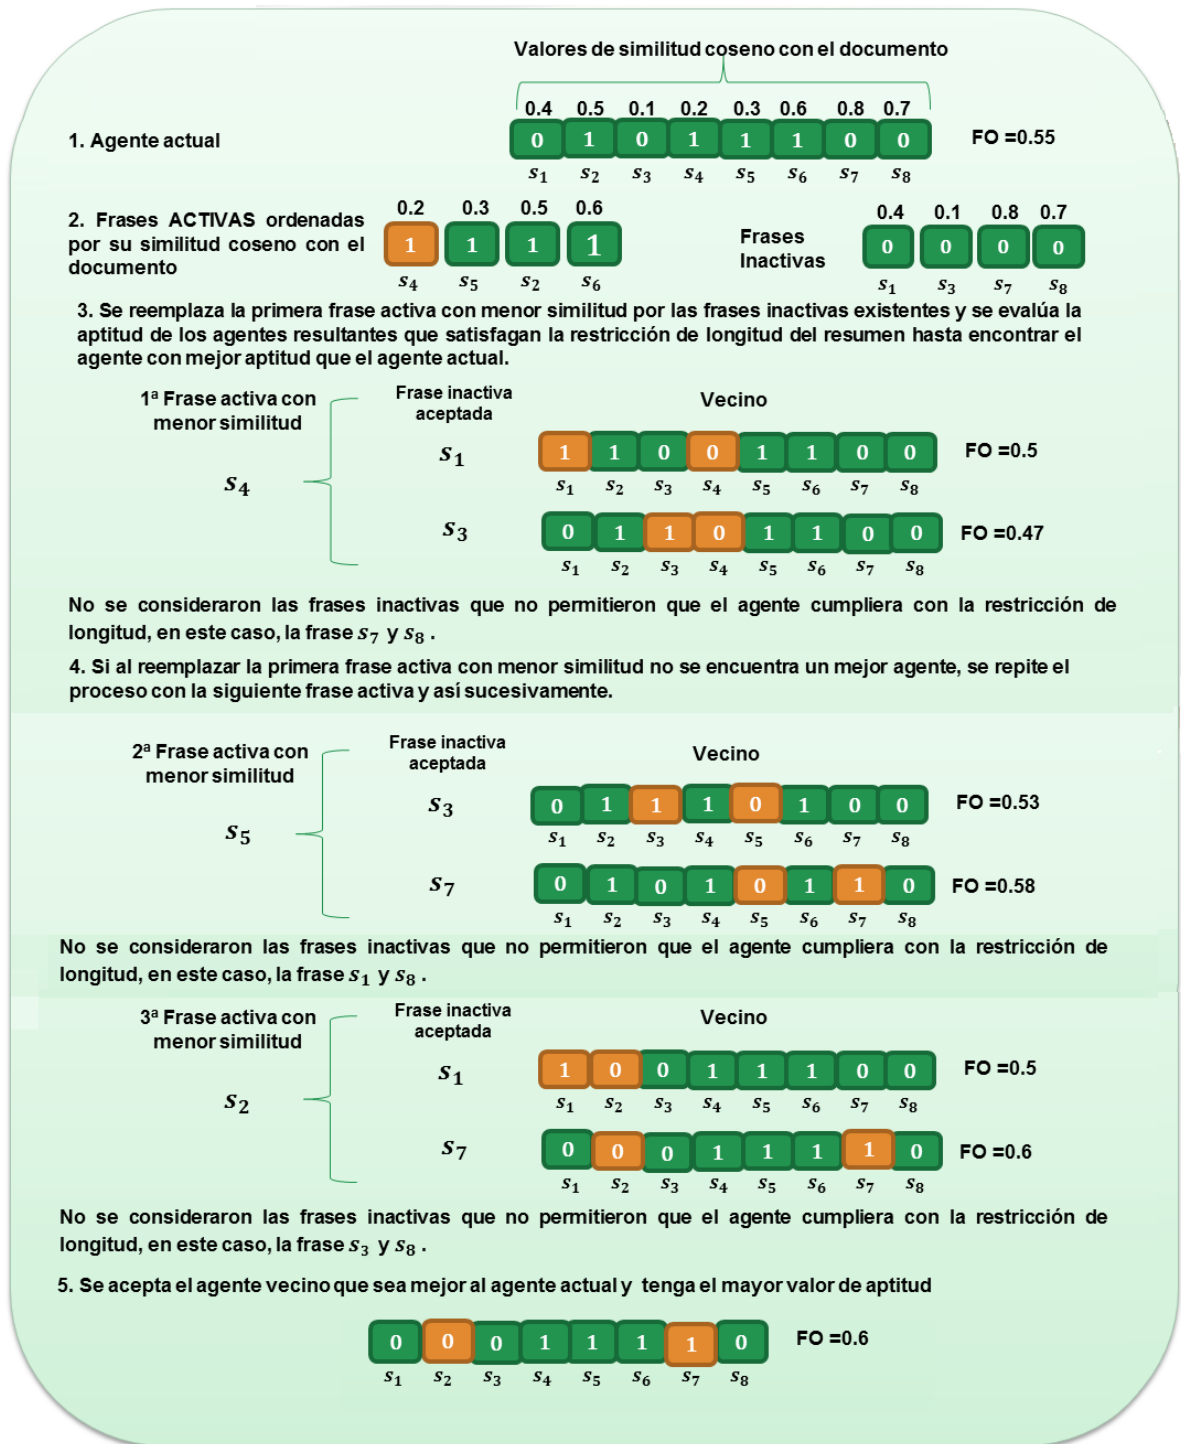 Valores de similitud coseno con el documento
0.4 0.5 0.1 0.2 0.3 0.6 0.8 0.7
1. Agente actual
0 1 0 1 1 1 0 0
FO =0.55
s1 s2 s3 s4 s5 s6 s7 s8
2. Frases ACTIVAS ordenadas
por su similitud coseno con el
documento
0.2 0.3 0.5 0.6
1 1 1 1
s4 s5 s2 s6
Frases
Inactivas
0.4 0.1 0.8 0.7
0 0 0 0
s1 s3 s7 s8
3. Se reemplaza la primera frase activa con menor similitud por las frases inactivas existentes y se evalúa la
aptitud de los agentes resultantes que satisfagan la restricción de longitud del resumen hasta encontrar el
agente con mejor aptitud que el agente actual.
1ª Frase activa con
menor similitud
s4
Frase inactiva
aceptada
Vecino
s1
1 1 0 0 1 1 0 0
FO =0.5
s1 s2 s3 s4 s5 s6 s7 s8
s3
0 1 1 0 1 1 0 0
FO =0.47
s1 s2 s3 s4 s5 s6 s7 s8
No se consideraron las frases inactivas que no permitieron que el agente cumpliera con la restricción de
longitud, en este caso, la frase s7 y s8 .
4. Si al reemplazar la primera frase activa con menor similitud no se encuentra un mejor agente, se repite el
proceso con la siguiente frase activa y así sucesivamente.
2ª Frase activa con
menor similitud
s5
Frase inactiva
aceptada
Vecino
s3
0 1 1 1 0 1 0 0
FO =0.53
s1 s2 s3 s4 s5 s6 s7 s8
s7
0 1 0 1 0 1 1 0
FO =0.58
s1 s2 s3 s4 s5 s6 s7 s8
No se consideraron las frases inactivas que no permitieron que el agente cumpliera con la restricción de
longitud, en este caso, la frase s1 y s8 .
3ª Frase activa con
menor similitud
s2
Frase inactiva
aceptada
Vecino
s1
1 0 0 1 1 1 0 0
FO =0.5
s1 s2 s3 s4 s5 s6 s7 s8
s7
0 0 0 1 1 1 1 0
FO =0.6
s1 s2 s3 s4 s5 s6 s7 s8
No se consideraron las frases inactivas que no permitieron que el agente cumpliera con la restricción de
longitud, en este caso, la frase s3 y s8 .
5. Se acepta el agente vecino que sea mejor al agente actual y tenga el mayor valor de aptitud
0 0 0 1 1 1 1 0
FO =0.6
s1 s2 s3 s4 s5 s6 s7 s8